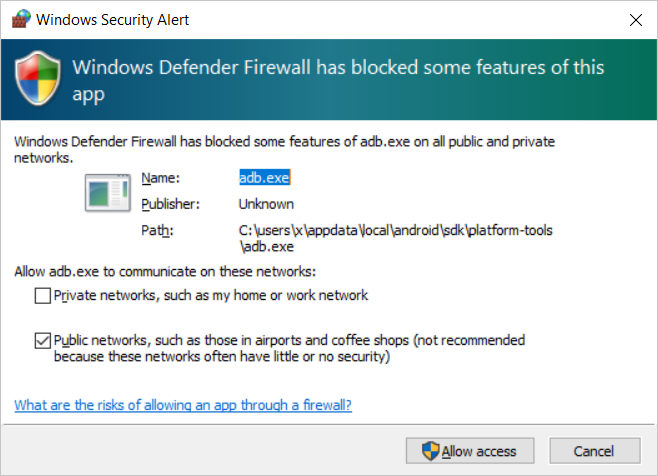 Windows Security Alert
Windows Defender Firewall has blocked some features of this
app
Windows Defender Firewall has blocked some features of adb.exe on all public and private
networks.
Name: adb.exe
Publisher: Unknown
Path: C:\users\x\appdata\local\android\sdk\platform-tools
\adb.exe
Allow adb.exe to communicate on these networks:
Private networks, such as my home or work network
Public networks, such as those in airports and coffee shops (not recommended
because these networks often have little or no security)
What are the risks of allowing an app through a firewall?
Allow access Cancel